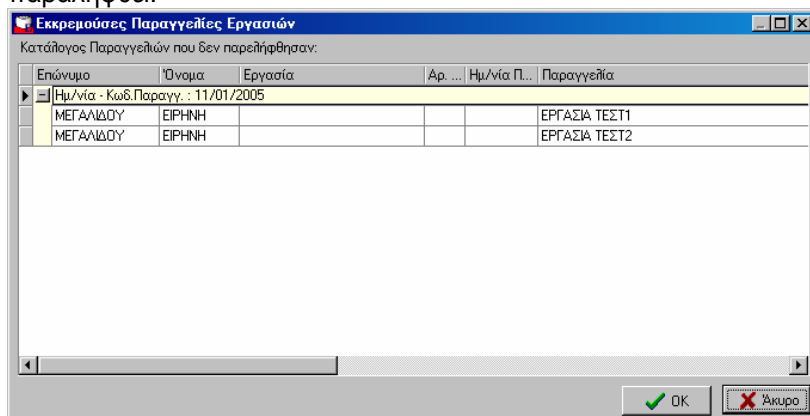 Εκκρεμούσες Παραγγελίες Εργασιών
Κατάλογος Παραγγελιών που δεν παρελήφθησαν:
Επώνυμο Όνομα Εργασία Αρ. ... Ημ/νία Π... Παραγγελία
Ημ/νία - Κωδ.Παραγγ. : 11/01/2005
ΜΕΓΑΛΙΔΟΥ ΕΙΡΗΝΗ ΕΡΓΑΣΙΑ ΤΕΣΤ1
ΜΕΓΑΛΙΔΟΥ ΕΙΡΗΝΗ ΕΡΓΑΣΙΑ ΤΕΣΤ2
OK Άκυρο